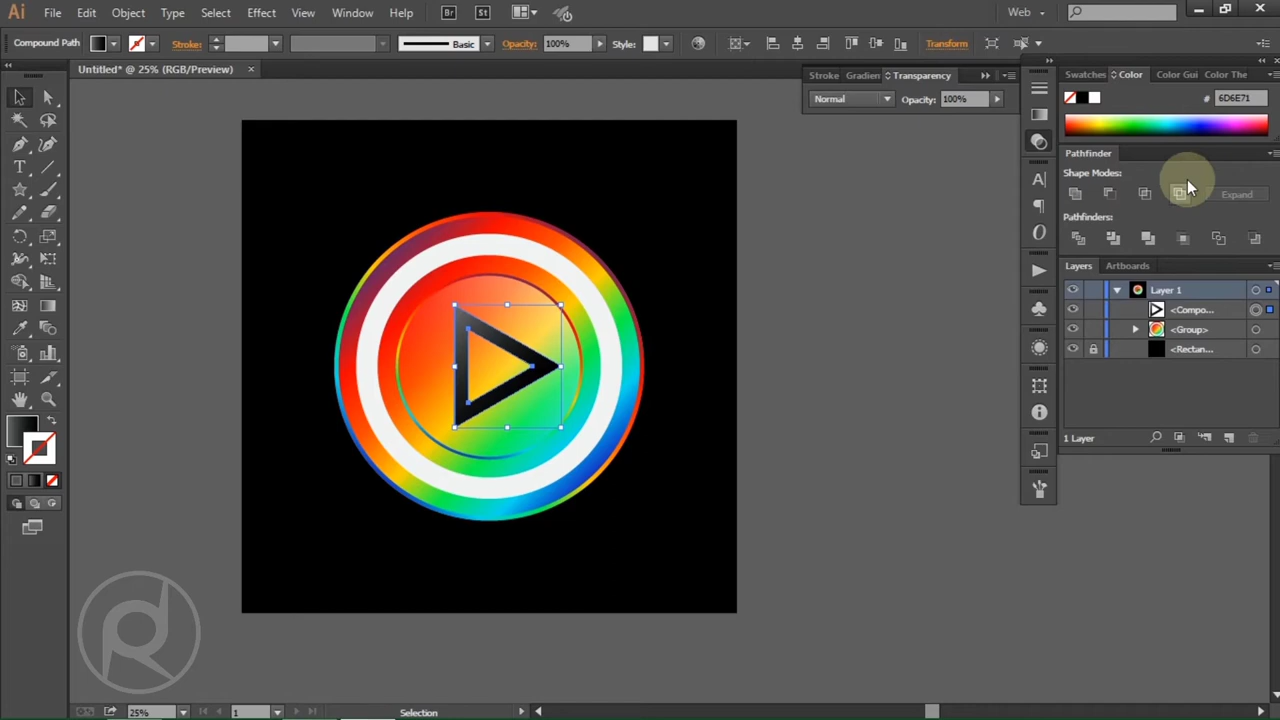 Ai File Edit Object Type Select Effect View Window Help Br St Web
Compound Path Stroke: Basic Opacity: 100% Style: Transform
Untitled* @ 25% (RGB/Preview) ×
Stroke Gradien Transparency
Normal Opacity: 100%
Swatches Color Color Gui Color The
# 6D6E71
Pathfinder
Shape Modes:
Expand
Pathfinders:
Layers Artboards
Layer 1
<Compo...
<Group>
<Rectan...
1 Layer
25% 1 Selection